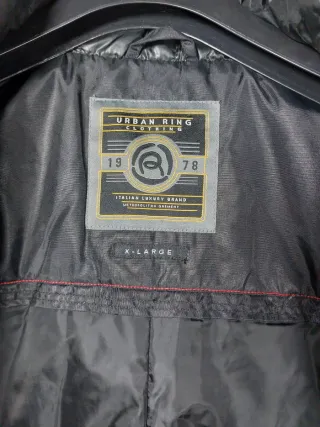 URBAN RING
CLOTHING
19 R 78
ITALIAN LUXURY BRAND
METROPOLITAN GARMENT
X-LARGE